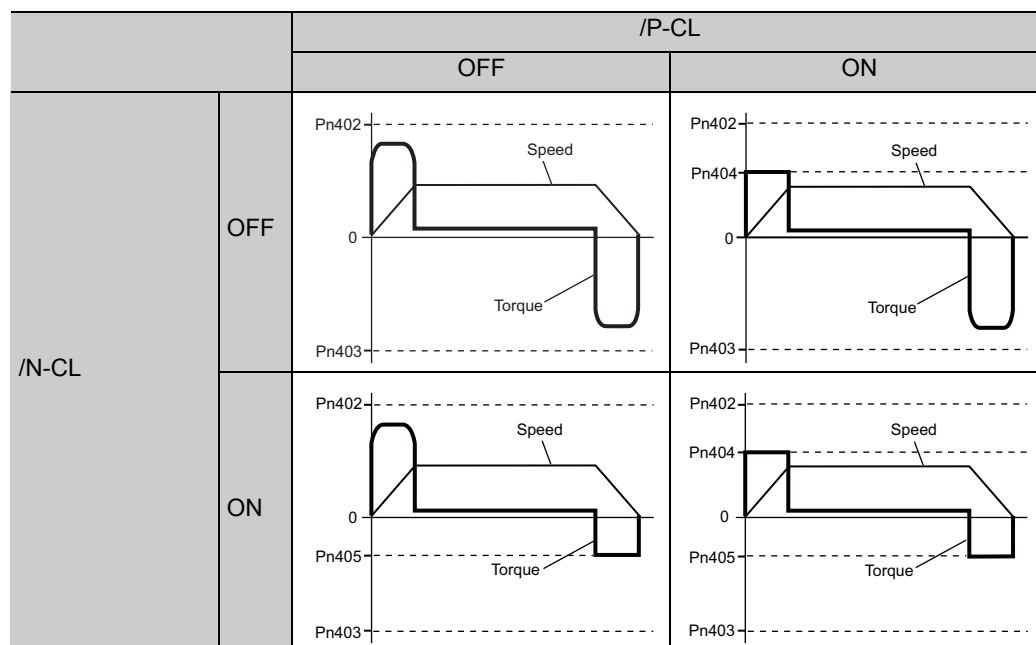 /P-CL
OFF
ON
/N-CL
OFF
Pn402
Speed
0
Torque
Pn403
Pn402
Speed
Pn404
0
Torque
Pn403
ON
Pn402
Speed
0
Pn405
Torque
Pn403
Pn402
Speed
Pn404
0
Pn405
Torque
Pn403